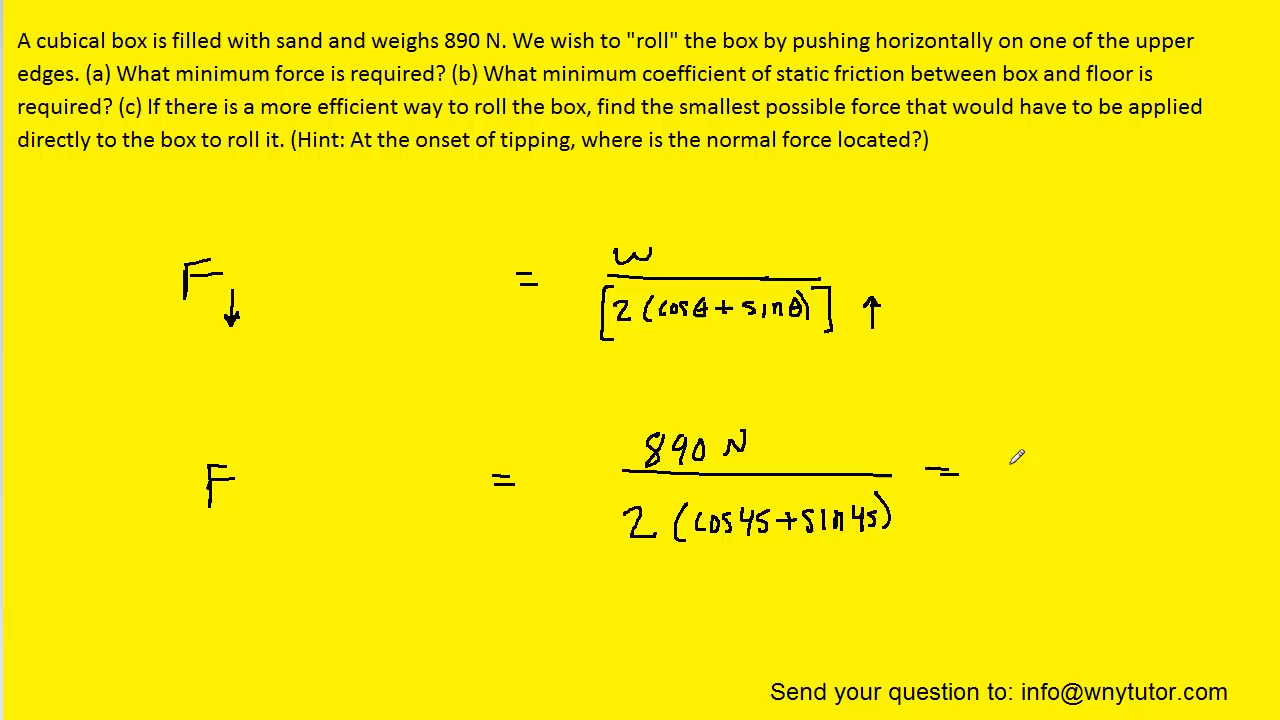 A cubical box is filled with sand and weighs 890 N. We wish to "roll" the box by pushing horizontally on one of the upper
edges. (a) What minimum force is required? (b) What minimum coefficient of static friction between box and floor is
required? (c) If there is a more efficient way to roll the box, find the smallest possible force that would have to be applied
directly to the box to roll it. (Hint: At the onset of tipping, where is the normal force located?)
W
F↓ =
[2 (cosθ + sinθ)] ↑
890 N
F = =
2 (cos45 + sin45)
Send your question to: info@wnytutor.com